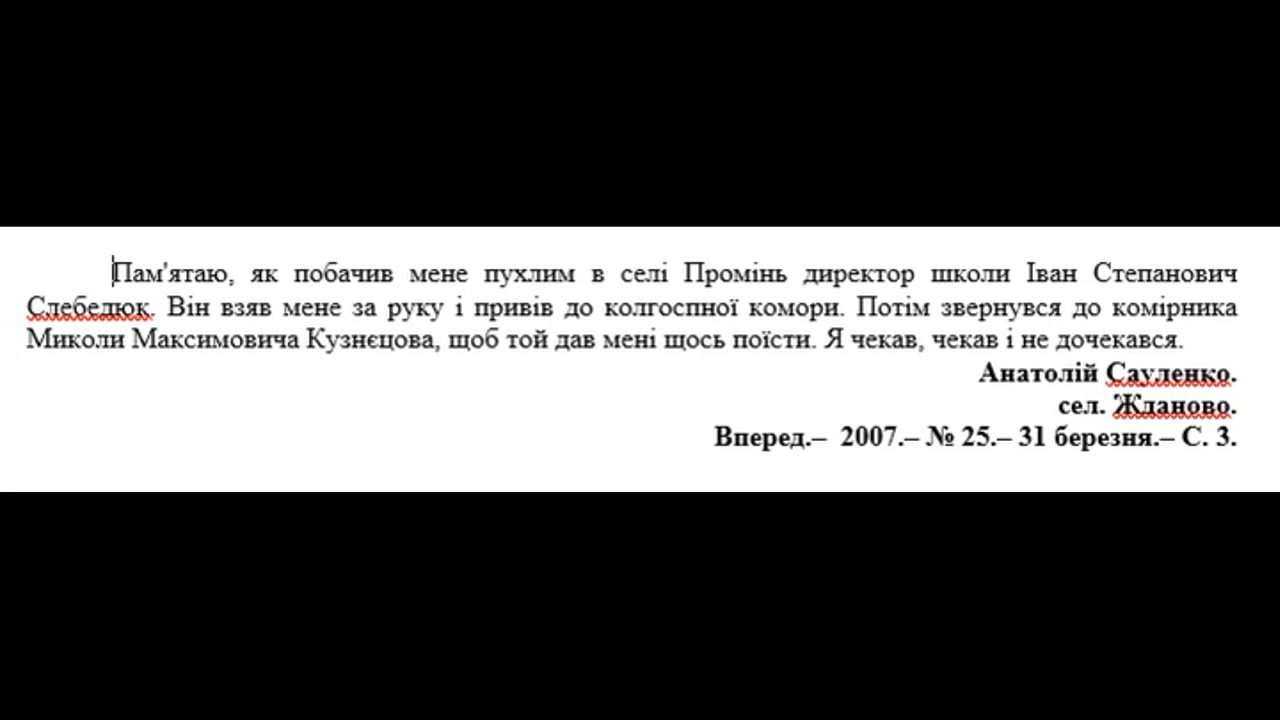 Пам'ятаю, як побачив мене пухлим в селі Промінь директор школи Іван Степанович
Слебедюк. Він взяв мене за руку і привів до колгоспної комори. Потім звернувся до комірника
Миколи Максимовича Кузнєцова, щоб той дав мені щось поїсти. Я чекав, чекав і не дочекався.
Анатолій Сауленко.
сел. Жданово.
Вперед.– 2007.– № 25.– 31 березня.– С. 3.